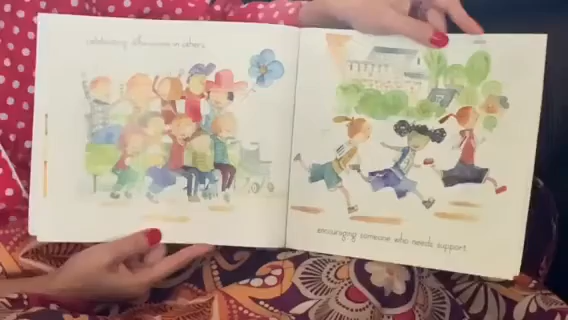 celebrating differences in others
encouraging someone who needs support